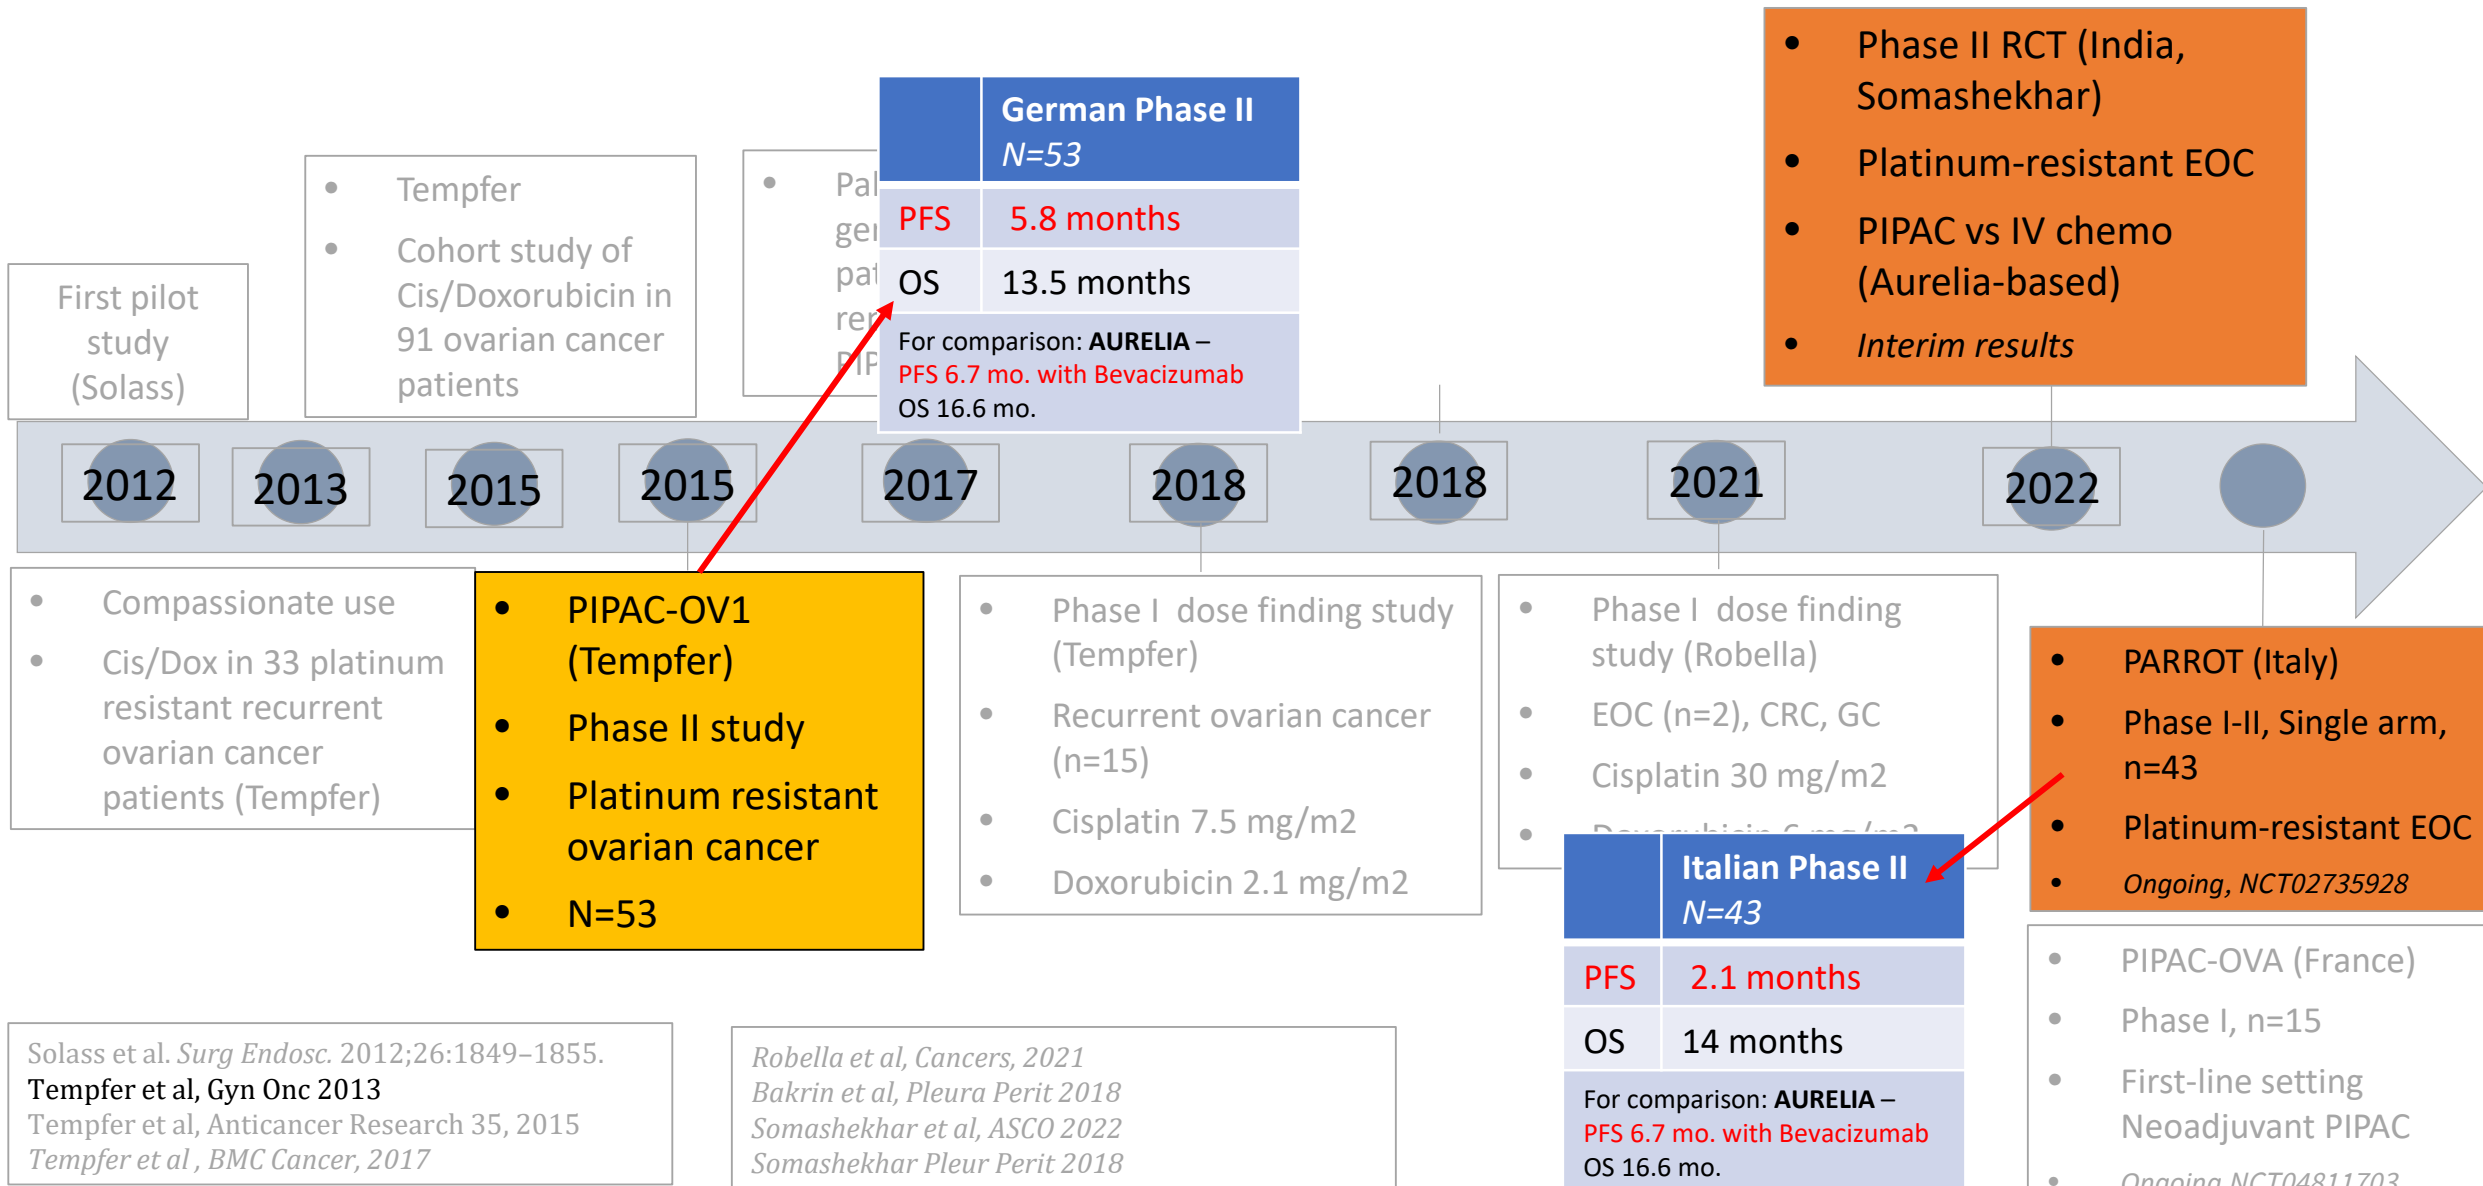 First pilot
study
(Solass)
• Tempfer
• Cohort study of
Cis/Doxorubicin in
91 ovarian cancer
patients
•
German Phase II
N=53
PFS 5.8 months
OS 13.5 months
For comparison: AURELIA –
PFS 6.7 mo. with Bevacizumab
OS 16.6 mo.
• Phase II RCT (India,
Somashekhar)
• Platinum-resistant EOC
• PIPAC vs IV chemo
(Aurelia-based)
• Interim results
2012
2013
2015
2015
2017
2018
2018
2021
2022
• Compassionate use
• Cis/Dox in 33 platinum
resistant recurrent
ovarian cancer
patients (Tempfer)
• PIPAC-OV1
(Tempfer)
• Phase II study
• Platinum resistant
ovarian cancer
• N=53
• Phase I dose finding study
(Tempfer)
• Recurrent ovarian cancer
(n=15)
• Cisplatin 7.5 mg/m2
• Doxorubicin 2.1 mg/m2
• Phase I dose finding
study (Robella)
• EOC (n=2), CRC, GC
• Cisplatin 30 mg/m2
• Doxorubicin 6 mg/m2
Italian Phase II
N=43
PFS 2.1 months
OS 14 months
For comparison: AURELIA –
PFS 6.7 mo. with Bevacizumab
OS 16.6 mo.
• PARROT (Italy)
• Phase I-II, Single arm,
n=43
• Platinum-resistant EOC
• Ongoing, NCT02735928
• PIPAC-OVA (France)
• Phase I, n=15
• First-line setting
Neoadjuvant PIPAC
• Ongoing NCT04811703
Solass et al. Surg Endosc. 2012;26:1849–1855.
Tempfer et al, Gyn Onc 2013
Tempfer et al, Anticancer Research 35, 2015
Tempfer et al , BMC Cancer, 2017
Robella et al, Cancers, 2021
Bakrin et al, Pleura Perit 2018
Somashekhar et al, ASCO 2022
Somashekhar Pleur Perit 2018